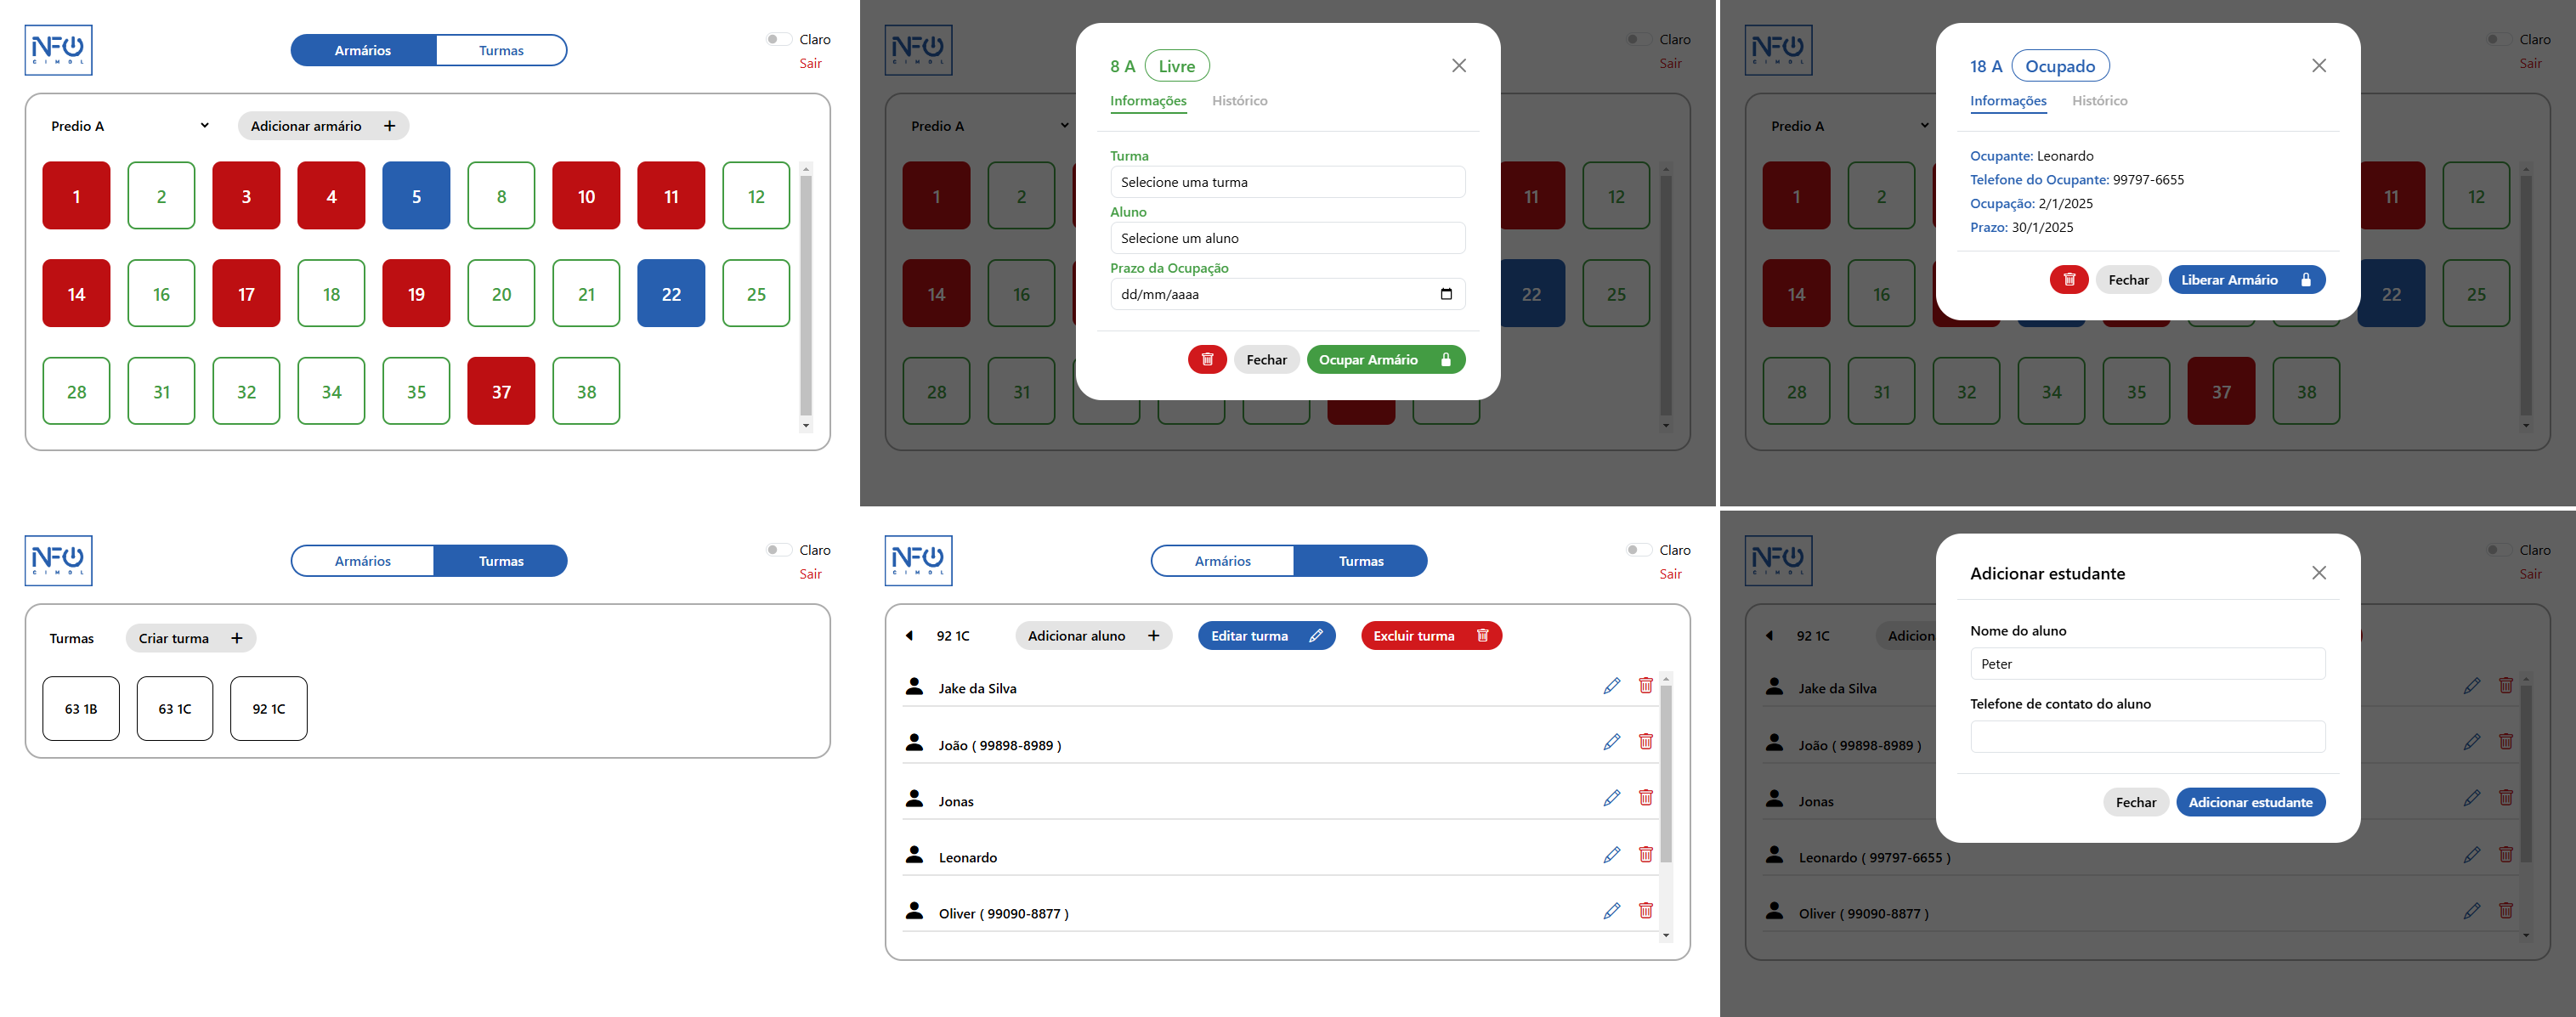 INFO
CIMOL
Armários
Turmas
Claro
Sair
Predio A
Adicionar armário +
1 2 3 4 5 8 10 11 12
14 16 17 18 19 20 21 22 25
28 31 32 34 35 37 38
INFO
CIMOL
Claro
Sair
8 A Livre
Informações Histórico
Turma
Selecione uma turma
Aluno
Selecione um aluno
Prazo da Ocupação
dd/mm/aaaa
Fechar
Ocupar Armário
Predio A
1 2 11 12
14 16 22 25
28 31 37
INFO
CIMOL
Claro
Sair
18 A Ocupado
Informações Histórico
Ocupante: Leonardo
Telefone do Ocupante: 99797-6655
Ocupação: 2/1/2025
Prazo: 30/1/2025
Fechar
Liberar Armário
Predio A
1 2 11 12
14 16 22 25
28 31 32 34 35 37 38
INFO
CIMOL
Armários
Turmas
Claro
Sair
Turmas
Criar turma +
63 1B 63 1C 92 1C
INFO
CIMOL
Armários
Turmas
Claro
Sair
92 1C
Adicionar aluno +
Editar turma
Excluir turma
Jake da Silva
João ( 99898-8989 )
Jonas
Leonardo
Oliver ( 99090-8877 )
INFO
CIMOL
Claro
Sair
Adicionar estudante
Nome do aluno
Peter
Telefone de contato do aluno
Fechar
Adicionar estudante
92 1C
Adicion
Jake da Silva
João ( 99898-8989 )
Jonas
Leonardo ( 99797-6655 )
Oliver ( 99090-8877 )